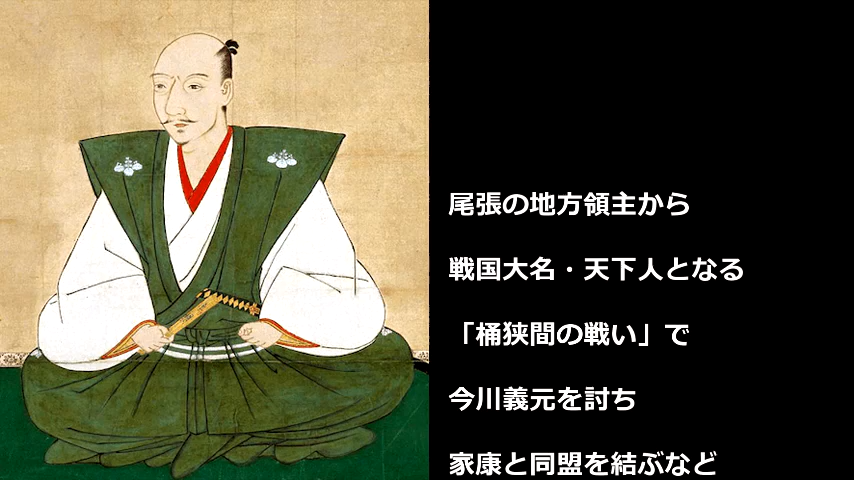 尾張の地方領主から
戦国大名・天下人となる
「桶狭間の戦い」で
今川義元を討ち
家康と同盟を結ぶなど